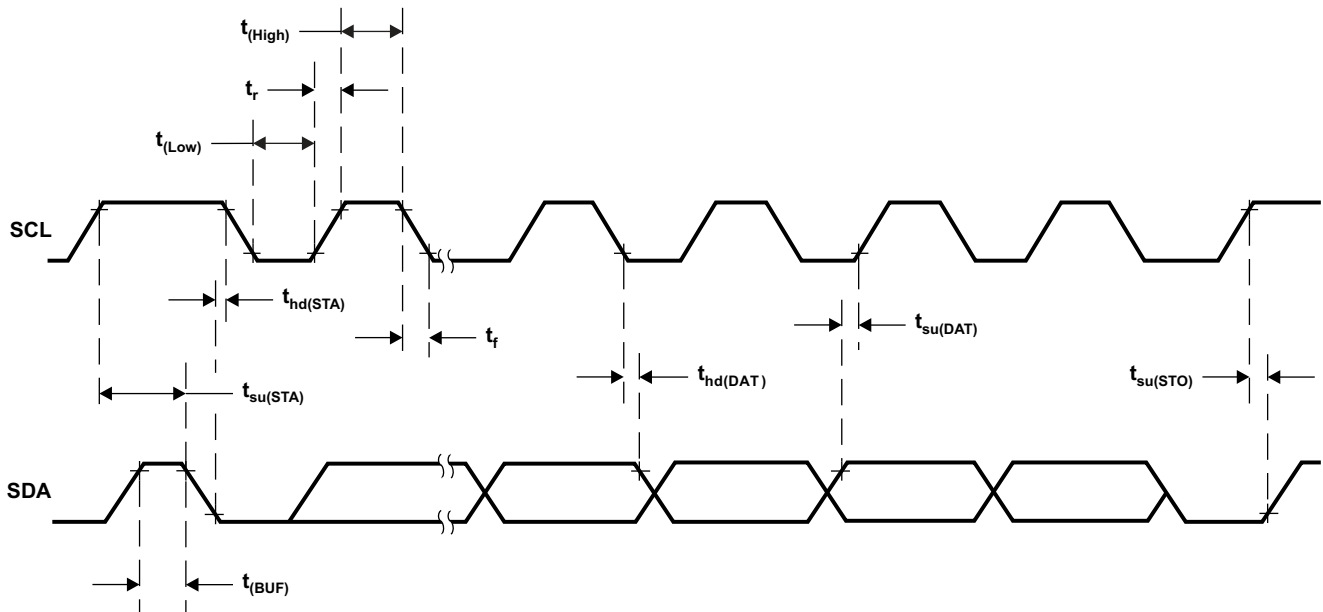 t(High)
tr
t(Low)
SCL
thd(STA)
tf
tsu(DAT)
thd(DAT)
tsu(STA)
tsu(STO)
SDA
t(BUF)